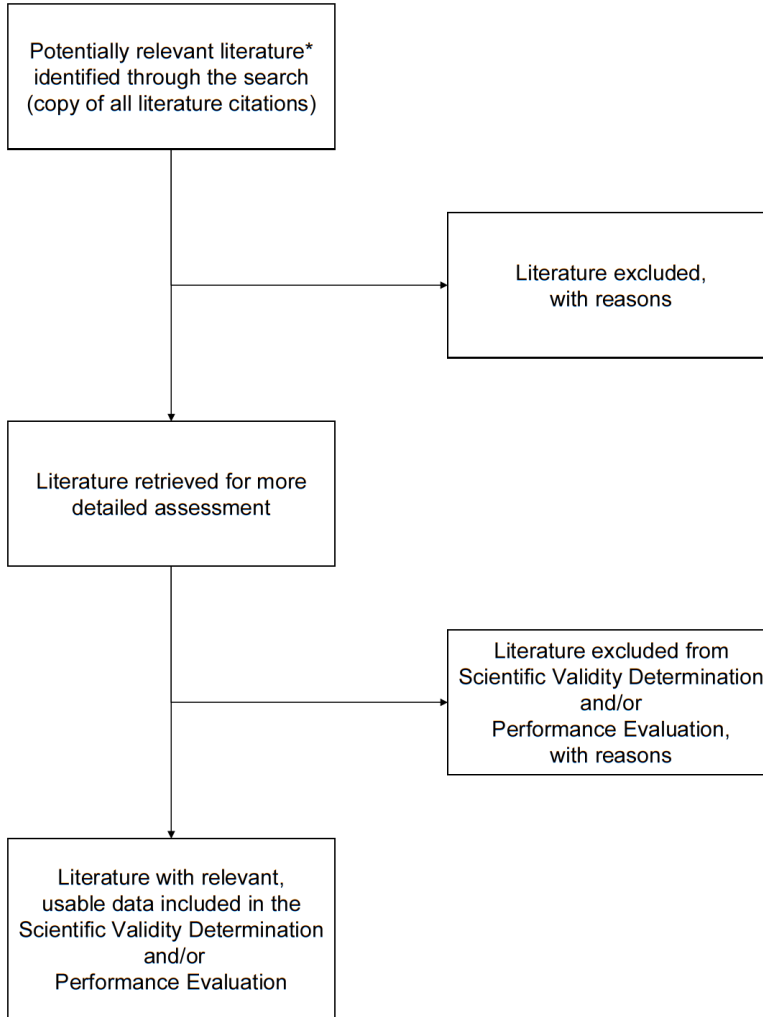 Potentially relevant literature*
identified through the search
(copy of all literature citations)
Literature excluded,
with reasons
Literature retrieved for more
detailed assessment
Literature excluded from
Scientific Validity Determination
and/or
Performance Evaluation,
with reasons
Literature with relevant,
usable data included in the
Scientific Validity Determination
and/or
Performance Evaluation